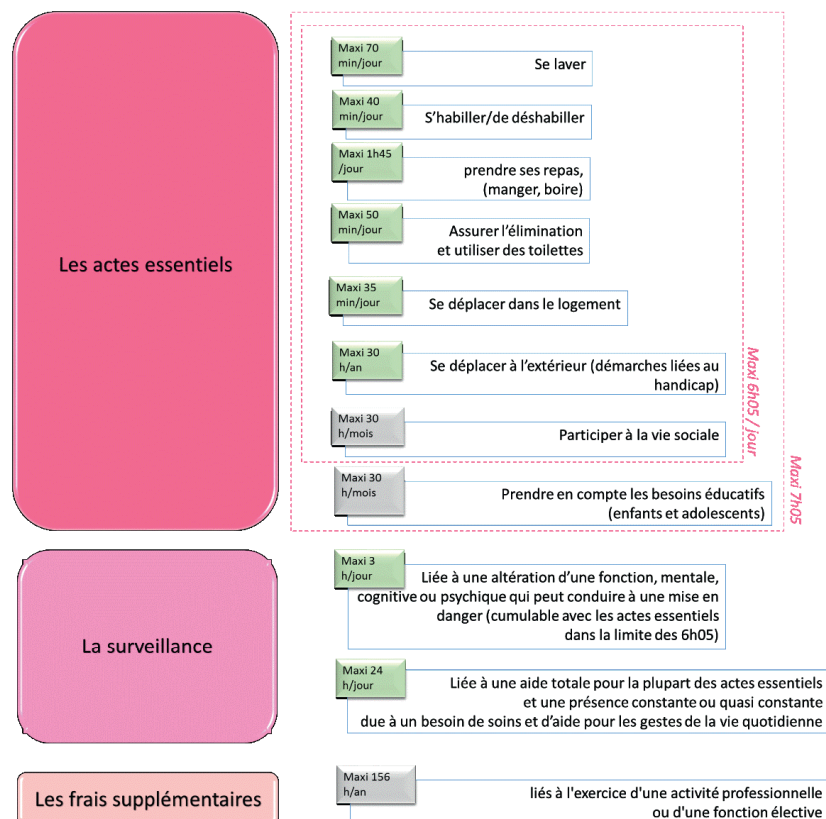 Les actes essentiels
Maxi 70
min/jour
Se laver
Maxi 40
min/jour
S'habiller/de déshabiller
Maxi 1h45
/jour
prendre ses repas,
(manger, boire)
Maxi 50
min/jour
Assurer l'élimination
et utiliser des toilettes
Maxi 35
min/jour
Se déplacer dans le logement
Maxi 30
h/an
Se déplacer à l'extérieur (démarches liées au
handicap)
Maxi 30
h/mois
Participer à la vie sociale
Maxi 6h05 / jour
Maxi 30
h/mois
Prendre en compte les besoins éducatifs
(enfants et adolescents)
Maxi 7h05
La surveillance
Maxi 3
h/jour
Liée à une altération d'une fonction, mentale,
cognitive ou psychique qui peut conduire à une mise en
danger (cumulable avec les actes essentiels
dans la limite des 6h05)
Maxi 24
h/jour
Liée à une aide totale pour la plupart des actes essentiels
et une présence constante ou quasi constante
due à un besoin de soins et d'aide pour les gestes de la vie quotidienne
Les frais supplémentaires
Maxi 156
h/an
liés à l'exercice d'une activité professionnelle
ou d'une fonction élective